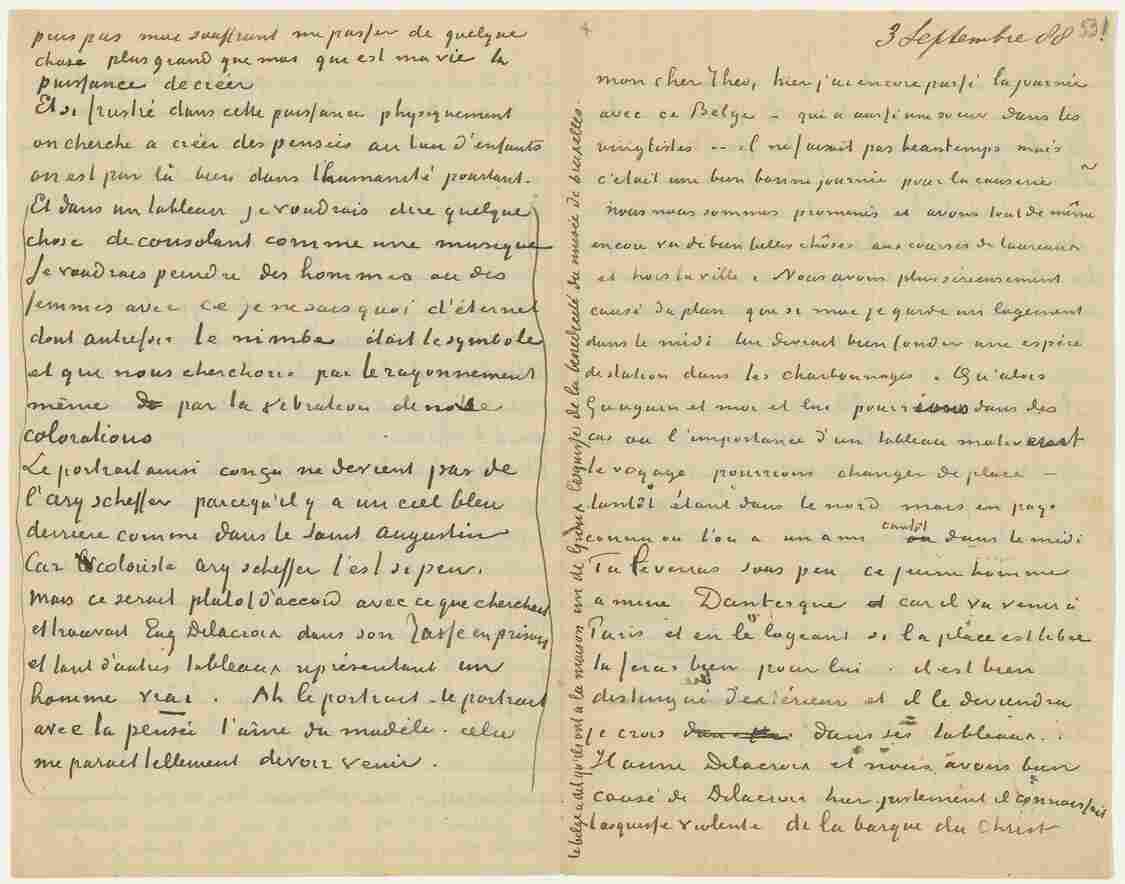 peux pas moi souffrant me passer de quelque
chose plus grand que moi qui est ma vie la
puissance de créer
Et si frustré dans cette puissance physiquement
on cherche a créer des pensées au lieu d'enfants
on est par là bien dans l'humanité pourtant.
Et dans un tableau je voudrais dire quelque
chose de consolant comme une musique
Je voudrais peindre des hommes ou des
femmes avec ce je ne sais quoi d'éternel
dont autrefois le nimbe était le symbole
et que nous cherchons par le rayonnement
même par la vibration de nos
colorations
Le portrait ainsi conçu ne devient pas de
l'ary scheffer parcequ'il y a un ciel bleu
derriere comme dans le Saint Augustin
Car coloriste ary scheffer l'est si peu.
Mais ce serait plutot d'accord avec ce que cherchait
et trouvait Eug Delacroix dans son Tasse en prison
et tant d'autres tableaux représentant un
homme vrai. Ah le portrait – le portrait
avec la pensée l'ame du modèle. cela
me parait tellement devoir venir.
le belge a dit qu'ils ont à la maison un de Groux l'esquisse de la bénédicité du musée de bruxelles.
3 Septembre 88 531
mon cher Theo, hier j'ai encore passé la journée
avec ce Belge – qui a aussi une soeur dans les
vingtistes – il ne faisait pas beau temps mais
c'était une bien bonne journée pour la causerie
nous nous sommes promenés et avons tout de même
encore vu de bien belles chôses aux courses de taureaux
et hors la ville. Nous avons plus sérieusement
causé du plan que si moi je garde un logement
dans le midi lui devrait bien fonder une espèce
de station dans les charbonnages. Qu'alors
Gauguin et moi et lui pourrions dans des
cas où l'importance d'un tableau motiverait
le voyage pourrions changer de place –
tantôt étant dans le nord mais en pays
connu ou l'on a un ami tantôt dans le midi
Tu le verras sous peu ce jeune homme
a mine Dantesque car il va venir à
Paris et en le logeant si la place est libre
tu feras bien pour lui. il est bien
distingué d'extérieur et il le deviendra
je crois dans ses tableaux.
Il aime Delacroix et nous avons bien
causé de Delacroix hier justement il connaissait
l'esquisse violente de la barque du Christ